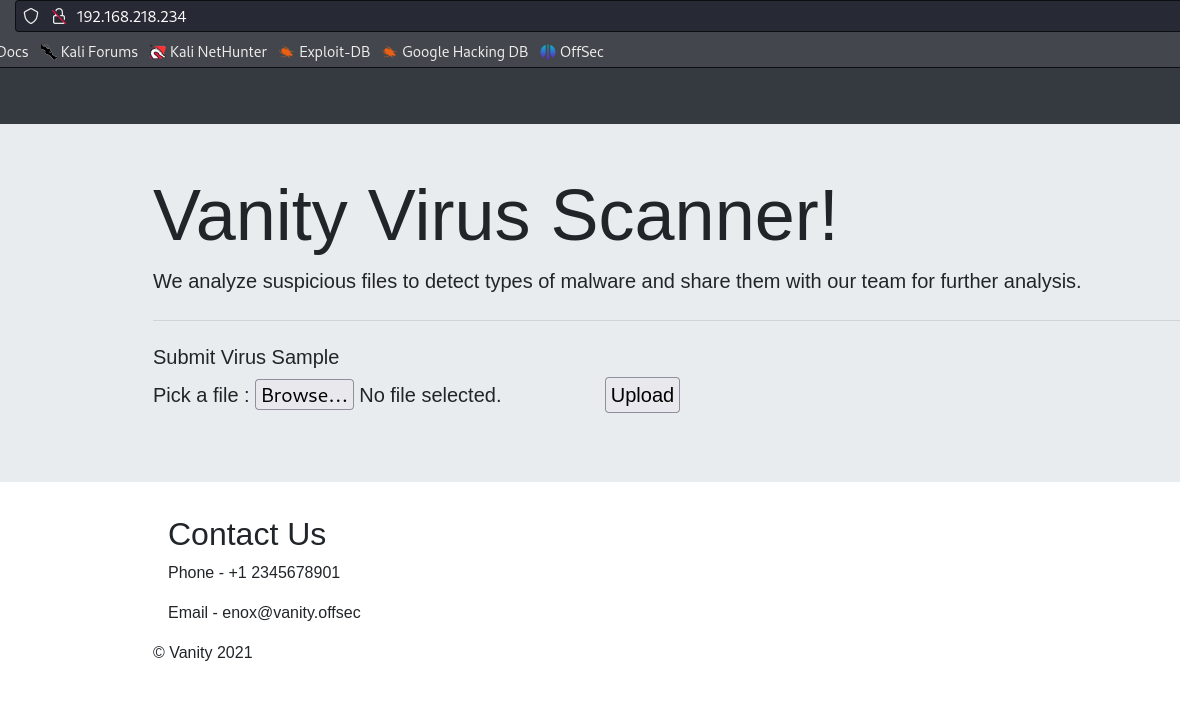 192.168.218.234
Docs Kali Forums Kali NetHunter Exploit-DB Google Hacking DB OffSec
Vanity Virus Scanner!
We analyze suspicious files to detect types of malware and share them with our team for further analysis.
Submit Virus Sample
Pick a file : Browse... No file selected. Upload
Contact Us
Phone - +1 2345678901
Email - enox@vanity.offsec
© Vanity 2021